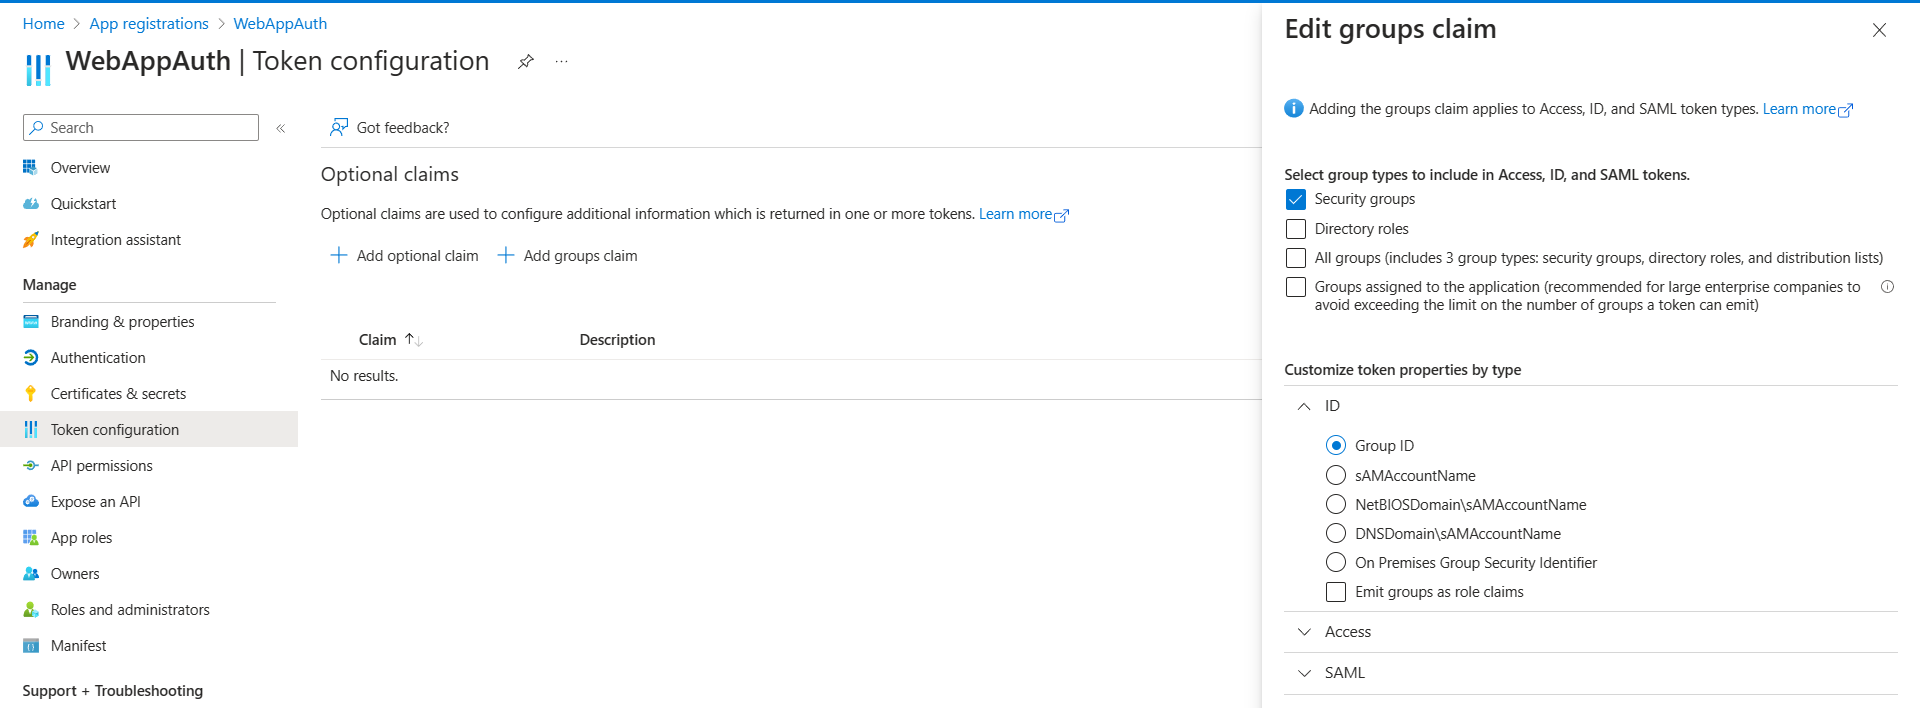 Home > App registrations > WebAppAuth
WebAppAuth | Token configuration
Search
Overview
Quickstart
Integration assistant
Manage
Branding & properties
Authentication
Certificates & secrets
Token configuration
API permissions
Expose an API
App roles
Owners
Roles and administrators
Manifest
Support + Troubleshooting
Got feedback?
Optional claims
Optional claims are used to configure additional information which is returned in one or more tokens. Learn more
Add optional claim Add groups claim
Claim Description
No results.
Edit groups claim
Adding the groups claim applies to Access, ID, and SAML token types. Learn more
Select group types to include in Access, ID, and SAML tokens.
Security groups
Directory roles
All groups (includes 3 group types: security groups, directory roles, and distribution lists)
Groups assigned to the application (recommended for large enterprise companies to
avoid exceeding the limit on the number of groups a token can emit)
Customize token properties by type
ID
Group ID
sAMAccountName
NetBIOSDomain\sAMAccountName
DNSDomain\sAMAccountName
On Premises Group Security Identifier
Emit groups as role claims
Access
SAML